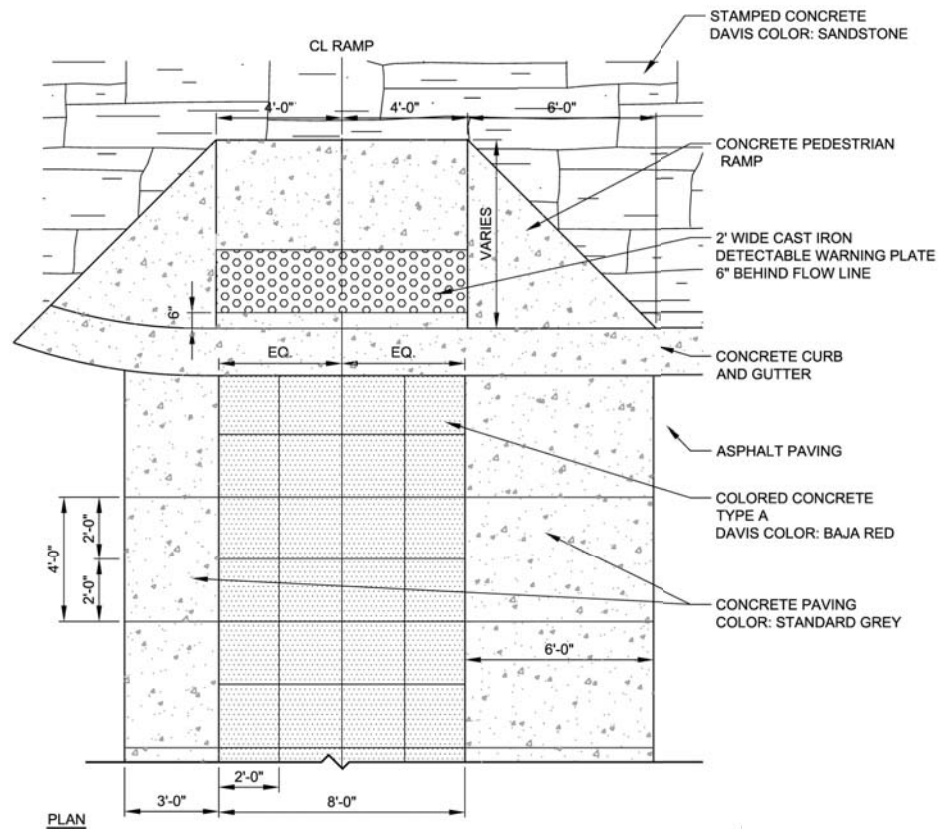 STAMPED CONCRETE
DAVIS COLOR: SANDSTONE
CL RAMP
4'-0"
4'-0"
6'-0"
CONCRETE PEDESTRIAN
RAMP
VARIES
2' WIDE CAST IRON
DETECTABLE WARNING PLATE
6" BEHIND FLOW LINE
6"
EQ.
EQ.
CONCRETE CURB
AND GUTTER
ASPHALT PAVING
COLORED CONCRETE
TYPE A
DAVIS COLOR: BAJA RED
4'-0"
2'-0"
2'-0"
CONCRETE PAVING
COLOR: STANDARD GREY
6'-0"
2'-0"
3'-0"
8'-0"
PLAN